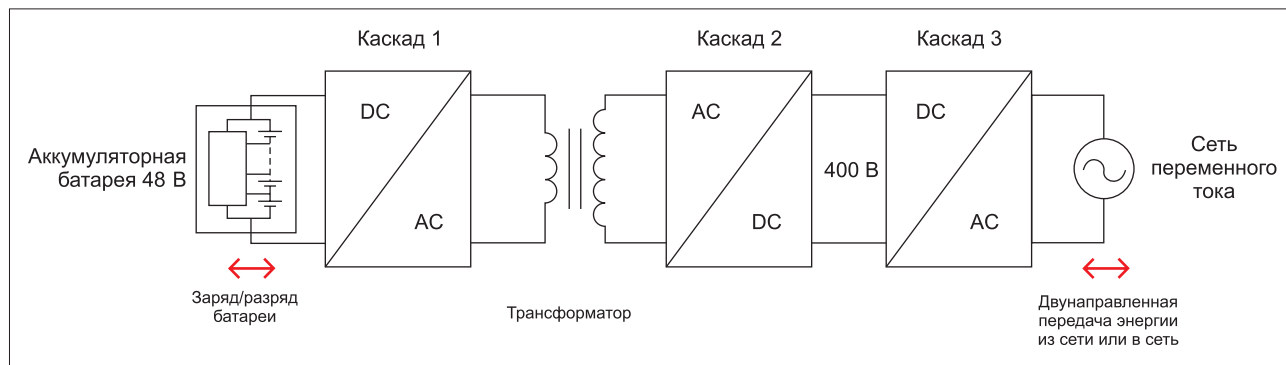 Каскад 1
Каскад 2
Каскад 3
DC
AC
AC
DC
DC
AC
Аккумуляторная
батарея 48 В
400 В
Сеть
переменного
тока
Заряд/разряд
батареи
Трансформатор
Двунаправленная
передача энергии
из сети или в сеть